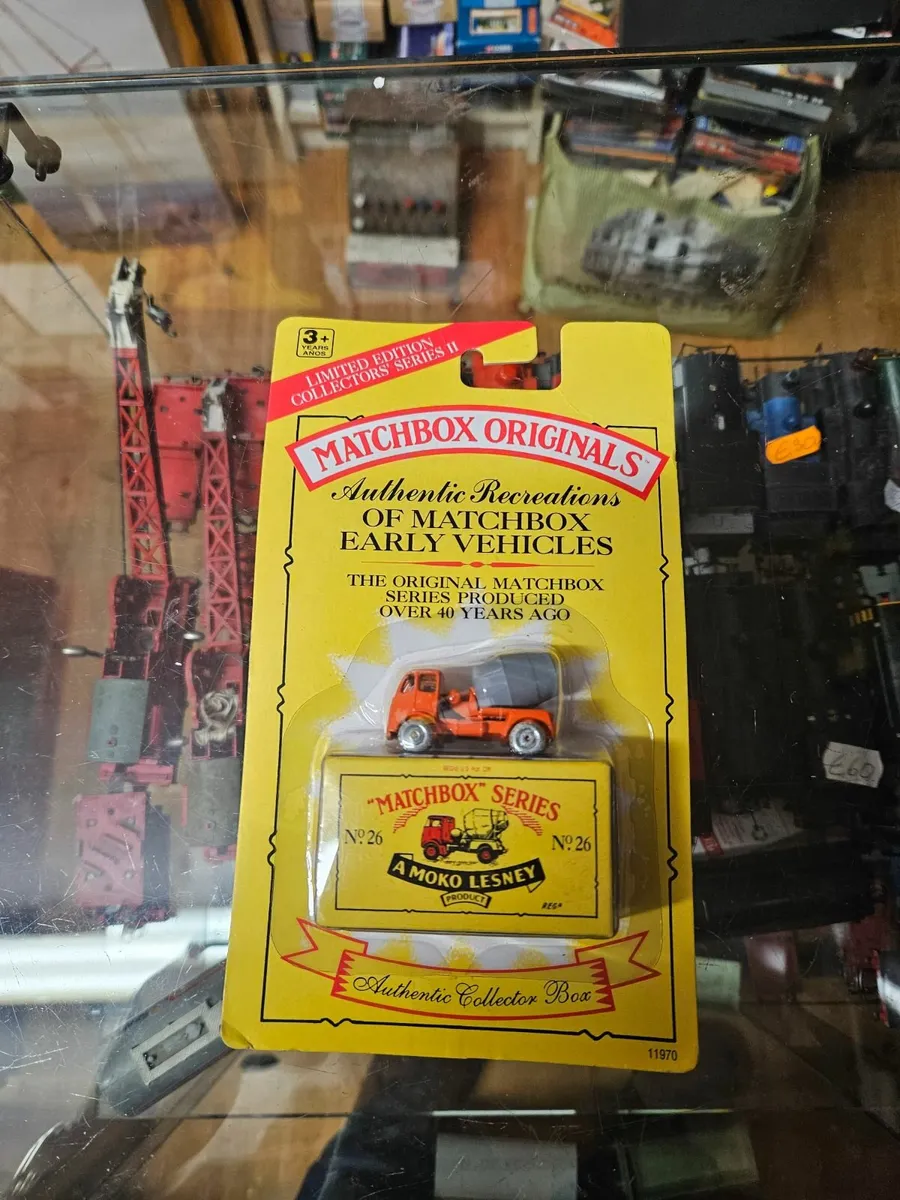 3+
YEARS
AÑOS
LIMITED EDITION
COLLECTORS' SERIES II
MATCHBOX ORIGINALS™
Authentic Recreations
OF MATCHBOX
EARLY VEHICLES
THE ORIGINAL MATCHBOX
SERIES PRODUCED
OVER 40 YEARS AGO
"MATCHBOX" SERIES
Nº 26 Nº 26
A MOKO LESNEY
PRODUCT
REGD
Authentic Collector Box
11970
£30
£60